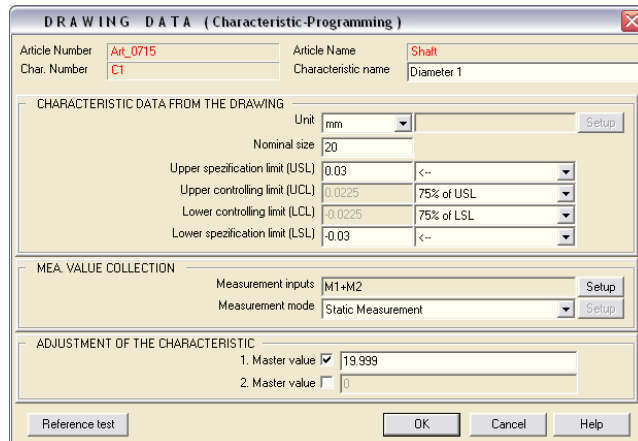 DRAWING DATA (Characteristic-Programming)
Article Number Art_0715 Article Name Shaft
Char. Number C1 Characteristic name Diameter 1
CHARACTERISTIC DATA FROM THE DRAWING
Unit mm Setup
Nominal size 20
Upper spezification limit (USL) 0.03 <--
Upper controlling limit (UCL) 0.0225 75% of USL
Lower controlling limit (LCL) -0.0225 75% of LSL
Lower spezification limit (LSL) -0.03 <--
MEA. VALUE COLLECTION
Measurement inputs M1+M2 Setup
Measurement mode Static Measurement Setup
ADJUSTMENT OF THE CHARACTERISTIC
1. Master value 19.999
2. Master value 0
Reference test OK Cancel Help